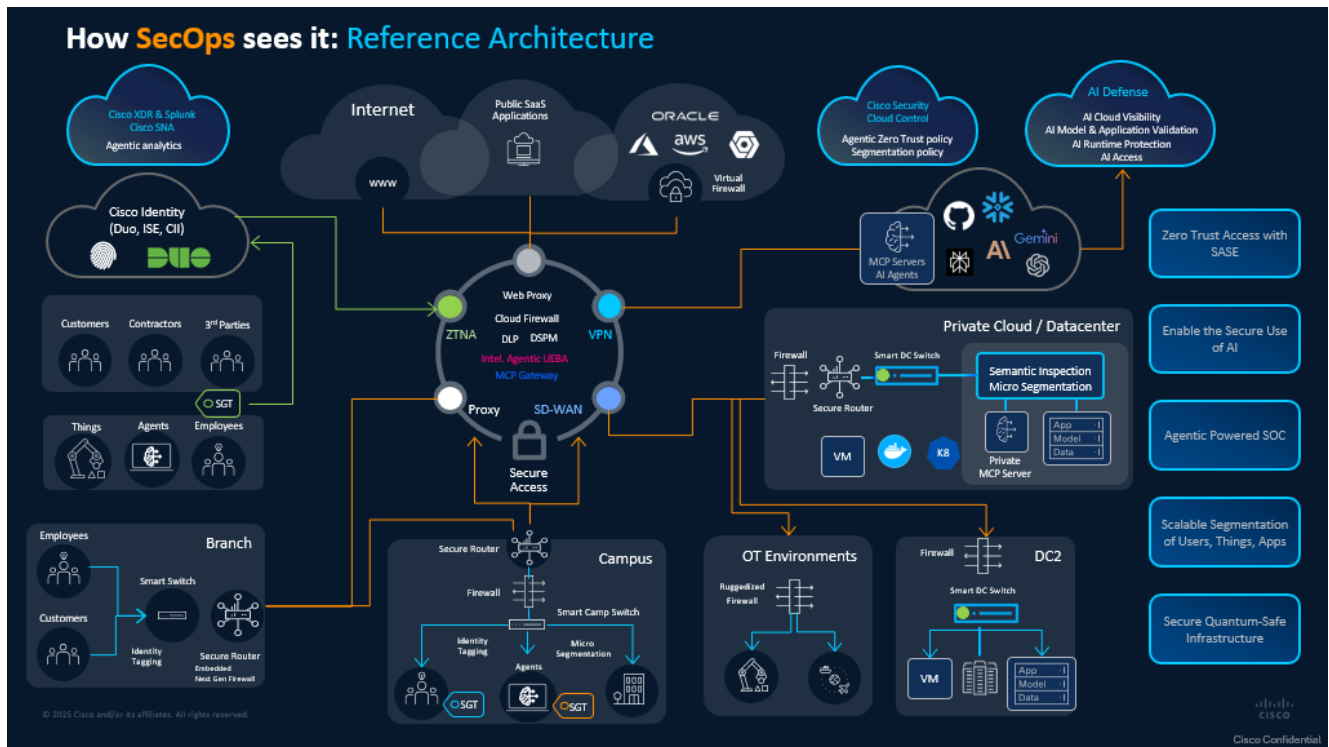 How SecOps sees it: Reference Architecture
Cisco XDR & Splunk
Cisco SNA
Agentic analytics
Internet
www
Public SaaS
Applications
ORACLE
aws
Virtual
Firewall
Cisco Security
Cloud Control
Agentic Zero Trust policy
Segmentation policy
AI Defense
AI Cloud Visibility
AI Model & Application Validation
AI Runtime Protection
AI Access
Cisco Identity
(Duo, ISE, CII)
DUO
MCP Servers
AI Agents
Gemini
AI
Customers
Contractors
3rd Parties
SGT
Things
Agents
Employees
Web Proxy
Cloud Firewall
DLP
DSPM
Intel. Agentic UEBA
MCP Gateway
ZTNA
VPN
Proxy
SD-WAN
Secure
Access
Private Cloud / Datacenter
Firewall
Secure Router
Smart DC Switch
Semantic Inspection
Micro Segmentation
VM
K8
Private
MCP Server
App
Model
Data
Zero Trust Access with
SASE
Enable the Secure Use
of AI
Agentic Powered SOC
Scalable Segmentation
of Users, Things, Apps
Secure Quantum-Safe
Infrastructure
Branch
Employees
Customers
Smart Switch
Identity
Tagging
Secure Router
Embedded
Next Gen Firewall
Campus
Secure Router
Firewall
Smart Camp Switch
Identity
Tagging
Micro
Segmentation
Agents
SGT
SGT
OT Environments
Ruggedized
Firewall
DC2
Firewall
Smart DC Switch
VM
App
Model
Data
© 2025 Cisco and/or its affiliates. All rights reserved.
CISCO
Cisco Confidential